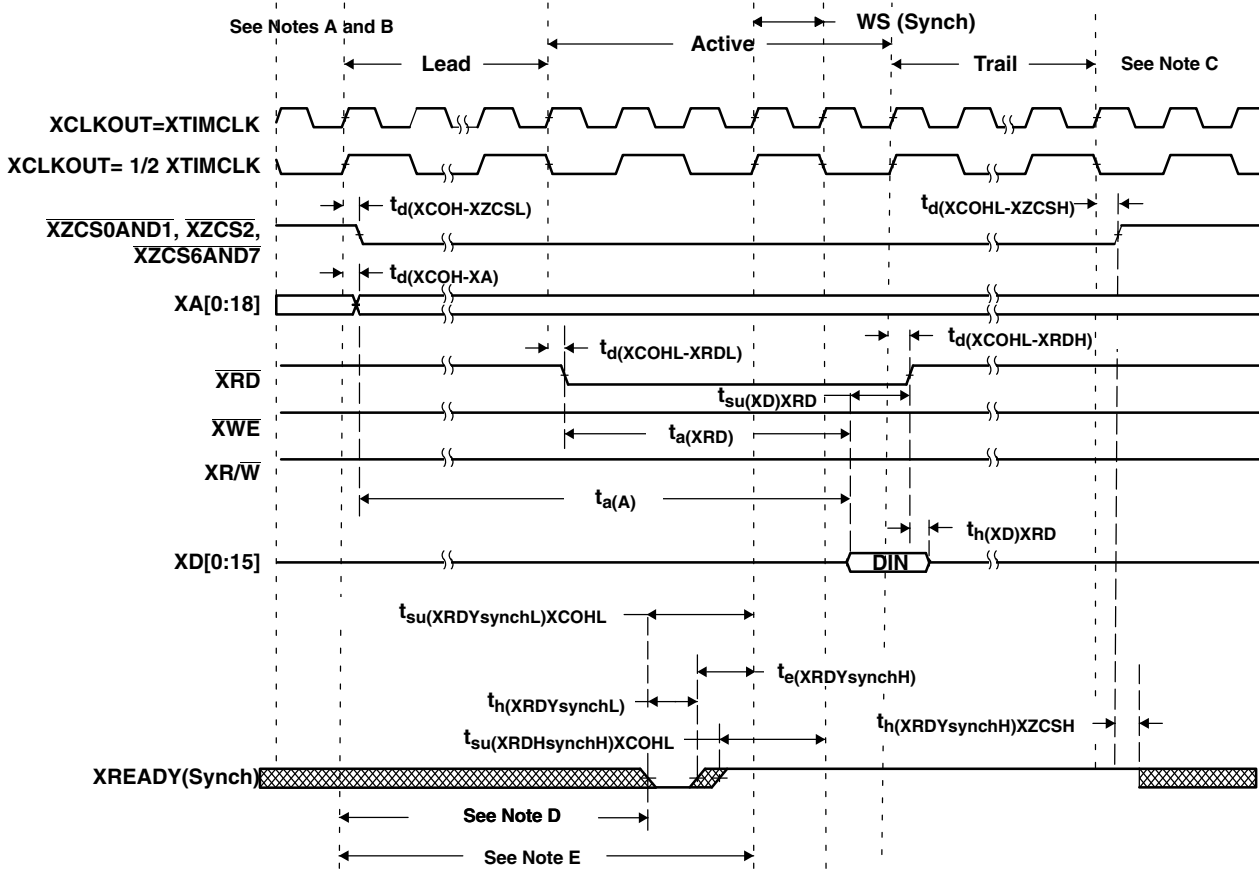 See Notes A and B
WS (Synch)
Active
Lead
Trail
See Note C
XCLKOUT=XTIMCLK
XCLKOUT= 1/2 XTIMCLK
td(XCOH-XZCSL)
td(XCOHL-XZCSH)
XZCS0AND1, XZCS2,
XZCS6AND7
td(XCOH-XA)
XA[0:18]
td(XCOHL-XRDL)
td(XCOHL-XRDH)
XRD
tsu(XD)XRD
XWE
ta(XRD)
XR/W
ta(A)
th(XD)XRD
XD[0:15]
DIN
tsu(XRDYsynchL)XCOHL
te(XRDYsynchH)
th(XRDYsynchL)
th(XRDYsynchH)XZCSH
tsu(XRDHsynchH)XCOHL
XREADY(Synch)
See Note D
See Note E